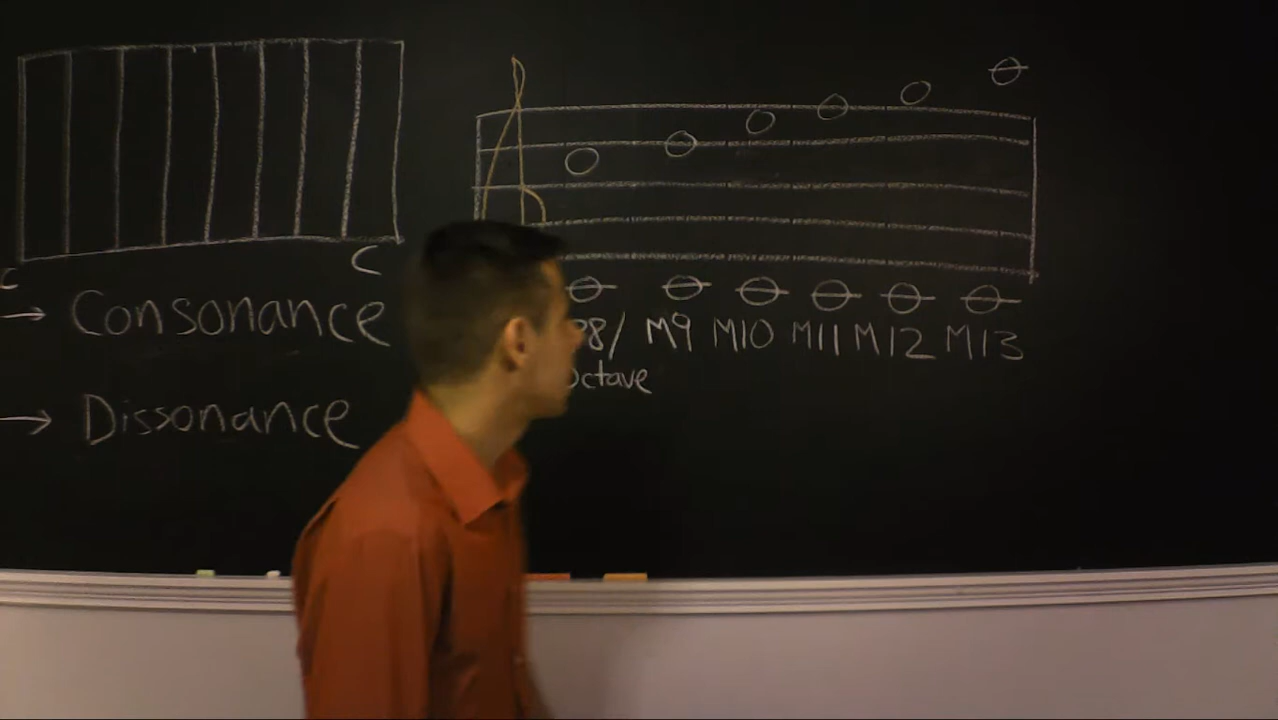 C
C
→ Consonance
→ Dissonance
8/ M9 M10 M11 M12 M13
Octave